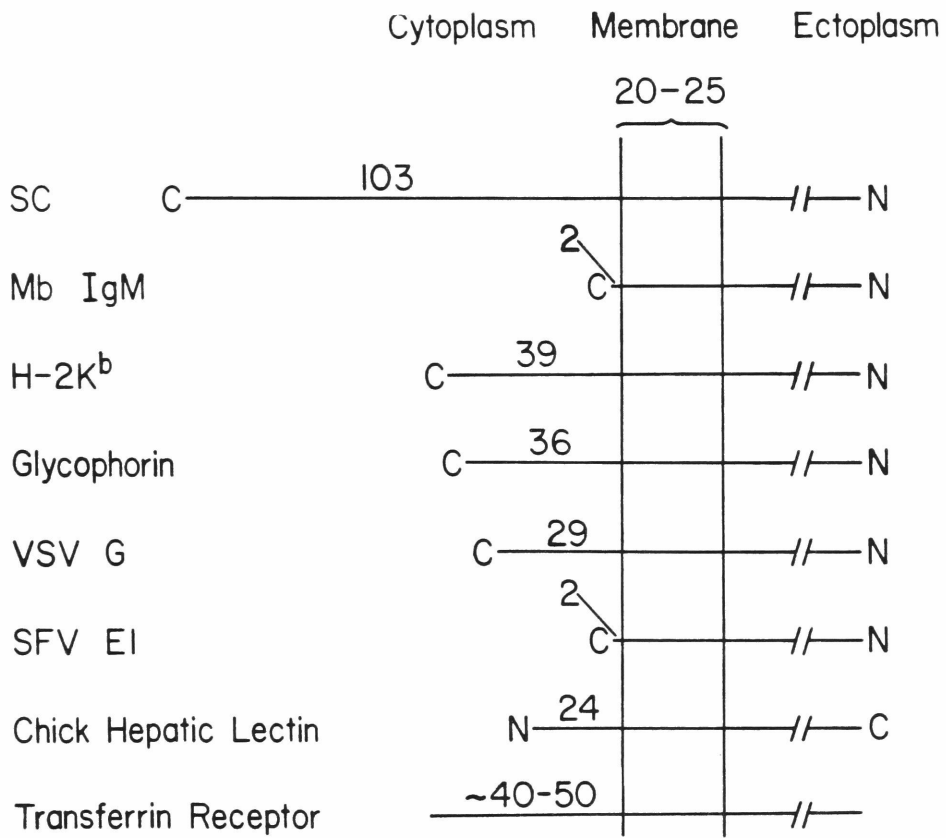 Cytoplasm Membrane Ectoplasm
20-25
SC C 103 N
2
Mb IgM C N
H-2Kᵇ C 39 N
Glycophorin C 36 N
VSV G C 29 N
2
SFV E1 C N
Chick Hepatic Lectin N 24 C
Transferrin Receptor ~40-50